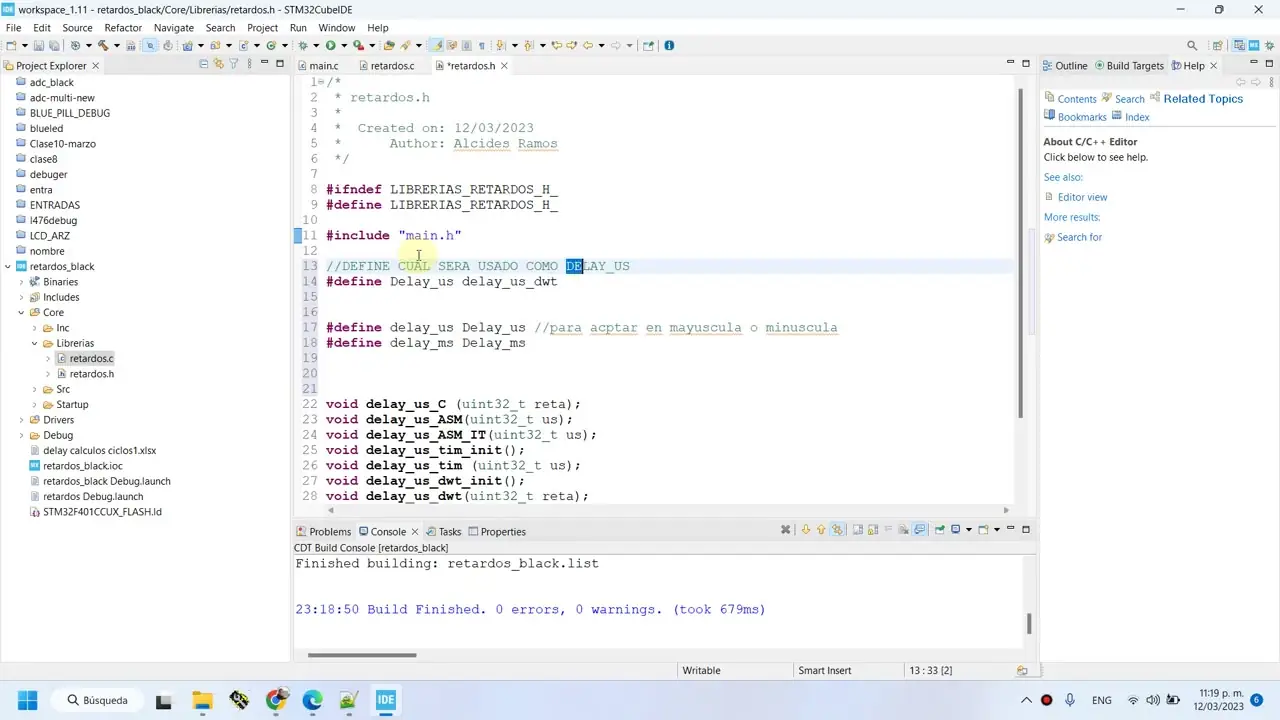 workspace_1.11 - retardos_black/Core/Librerias/retardos.h - STM32CubeIDE
File Edit Source Refactor Navigate Search Project Run Window Help
Project Explorer
adc_black
adc-multi-new
BLUE_PILL_DEBUG
blueled
Clase10-marzo
clase8
debuger
entra
ENTRADAS
l476debug
LCD_ARZ
nombre
retardos_black
Binaries
Includes
Core
Inc
Librerias
retardos.c
retardos.h
Src
Startup
Drivers
Debug
delay calculos ciclos1.xlsx
retardos_black.ioc
retardos_black Debug.launch
retardos Debug.launch
STM32F401CCUX_FLASH.ld
main.c retardos.c *retardos.h
1 /*
2 * retardos.h
3 *
4 * Created on: 12/03/2023
5 * Author: Alcides Ramos
6 */
7
8 #ifndef LIBRERIAS_RETARDOS_H_
9 #define LIBRERIAS_RETARDOS_H_
10
11 #include "main.h"
12
13 //DEFINE CUAL SERA USADO COMO DELAY_US
14 #define Delay_us delay_us_dwt
15
16
17 #define delay_us Delay_us //para acptar en mayuscula o minuscula
18 #define delay_ms Delay_ms
19
20
21
22 void delay_us_C (uint32_t reta);
23 void delay_us_ASM(uint32_t us);
24 void delay_us_ASM_IT(uint32_t us);
25 void delay_us_tim_init();
26 void delay_us_tim (uint32_t us);
27 void delay_us_dwt_init();
28 void delay_us_dwt(uint32_t reta);
Problems Console Tasks Properties
CDT Build Console [retardos_black]
Finished building: retardos_black.list
23:18:50 Build Finished. 0 errors, 0 warnings. (took 679ms)
Outline Build Targets Help
Contents Search Related Topics
Bookmarks Index
About C/C++ Editor
Click below to see help.
See also:
Editor view
More results:
Search for
Writable Smart Insert 13 : 33 [2]
Búsqueda
IDE
ENG
11:19 p. m.
12/03/2023
6